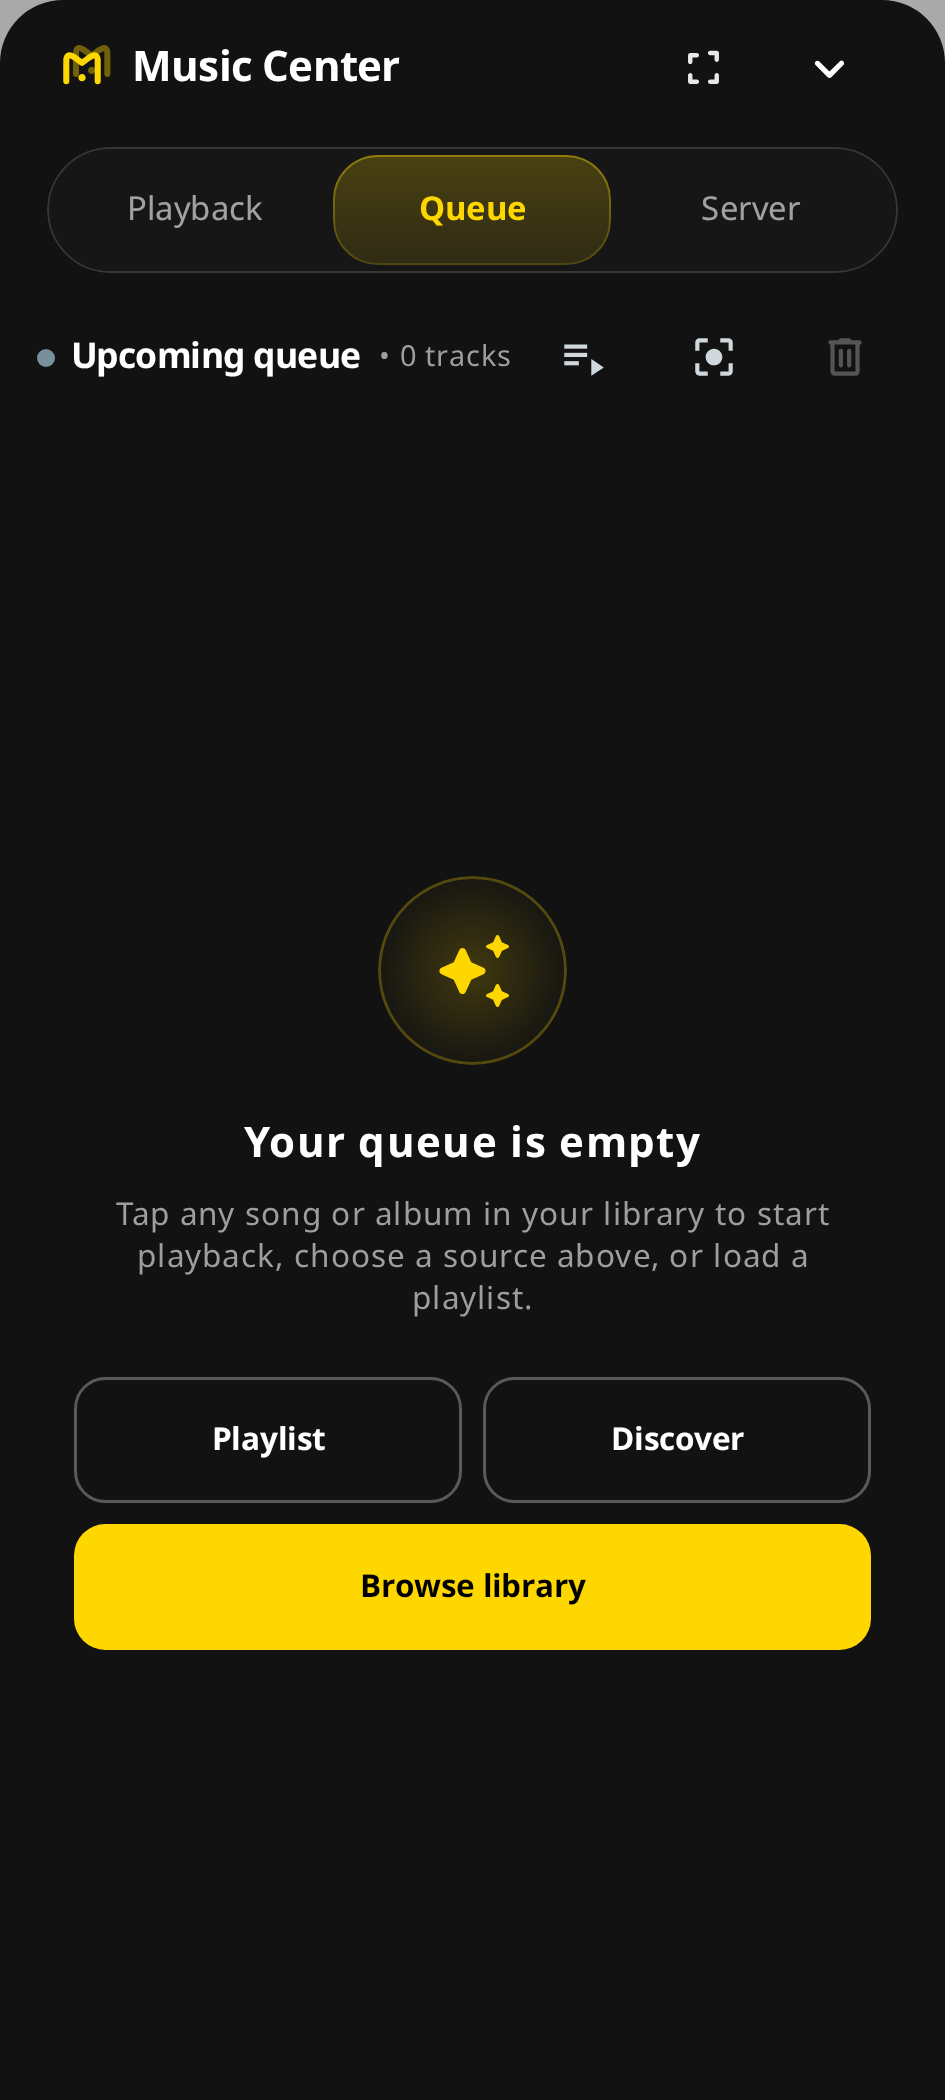 Music Center
Playback Queue Server
Upcoming queue • 0 tracks
Your queue is empty
Tap any song or album in your library to start
playback, choose a source above, or load a
playlist.
Playlist Discover
Browse library